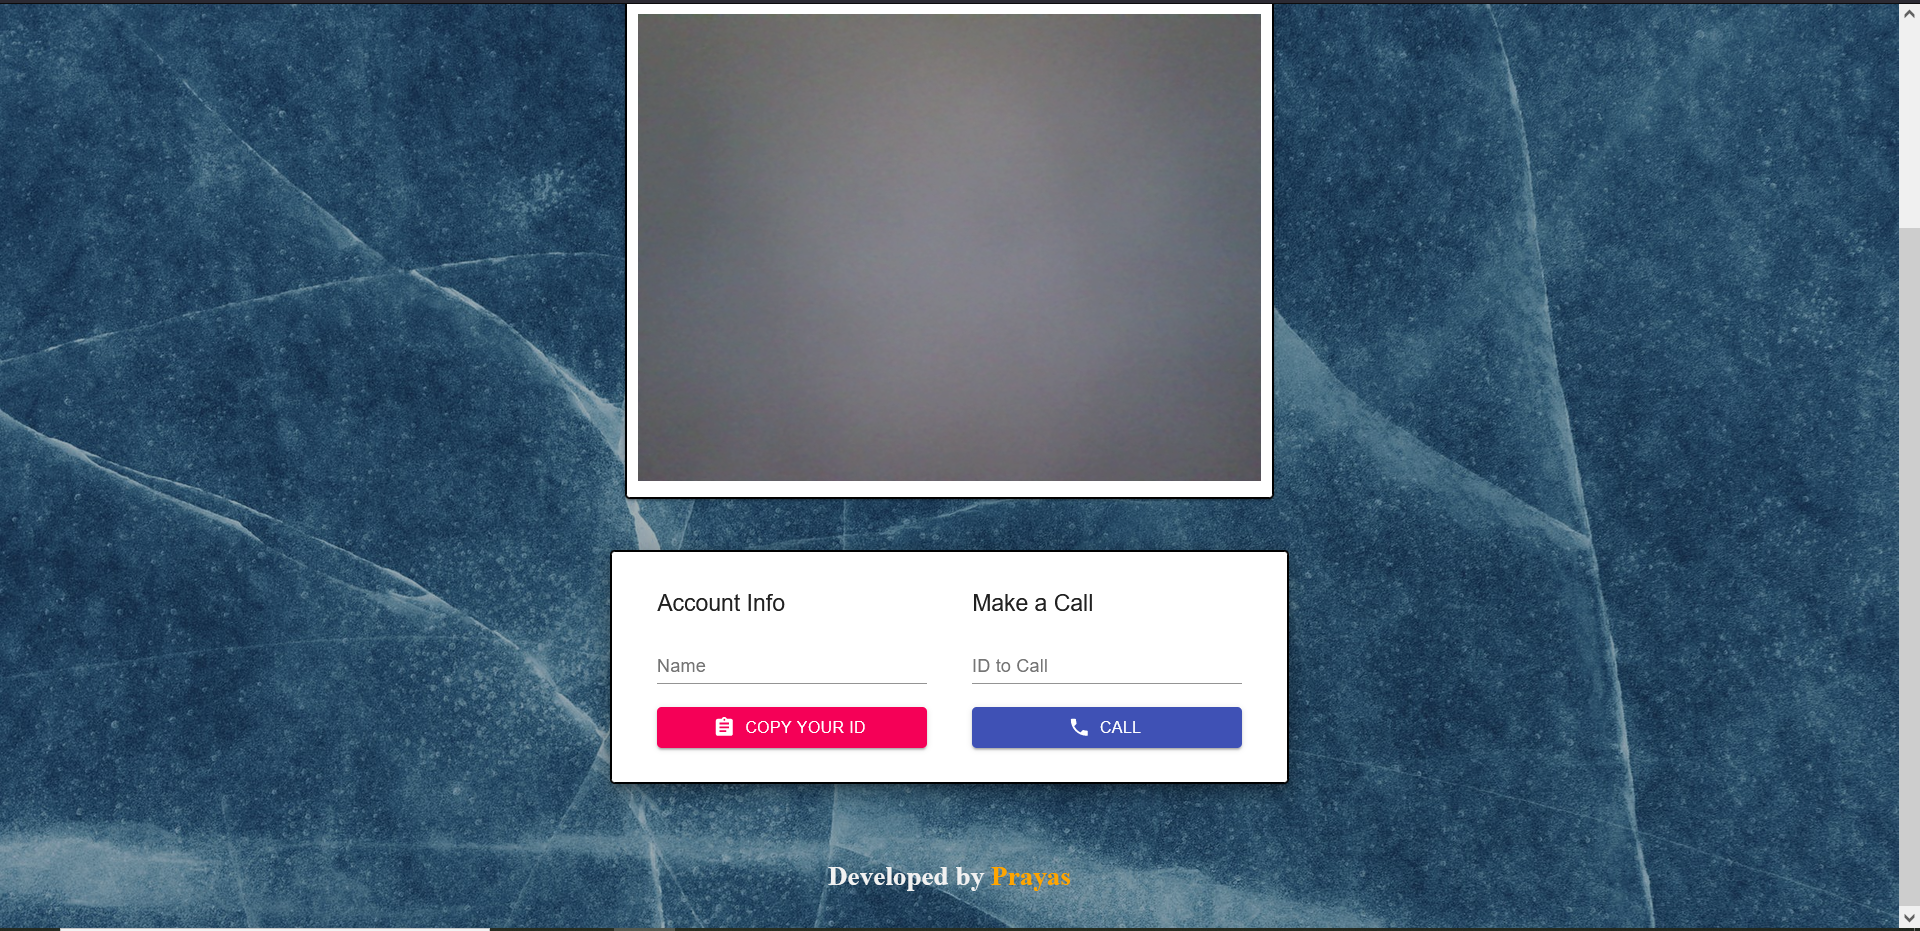 Account Info
Make a Call
Name
ID to Call
COPY YOUR ID
CALL
Developed by Prayas